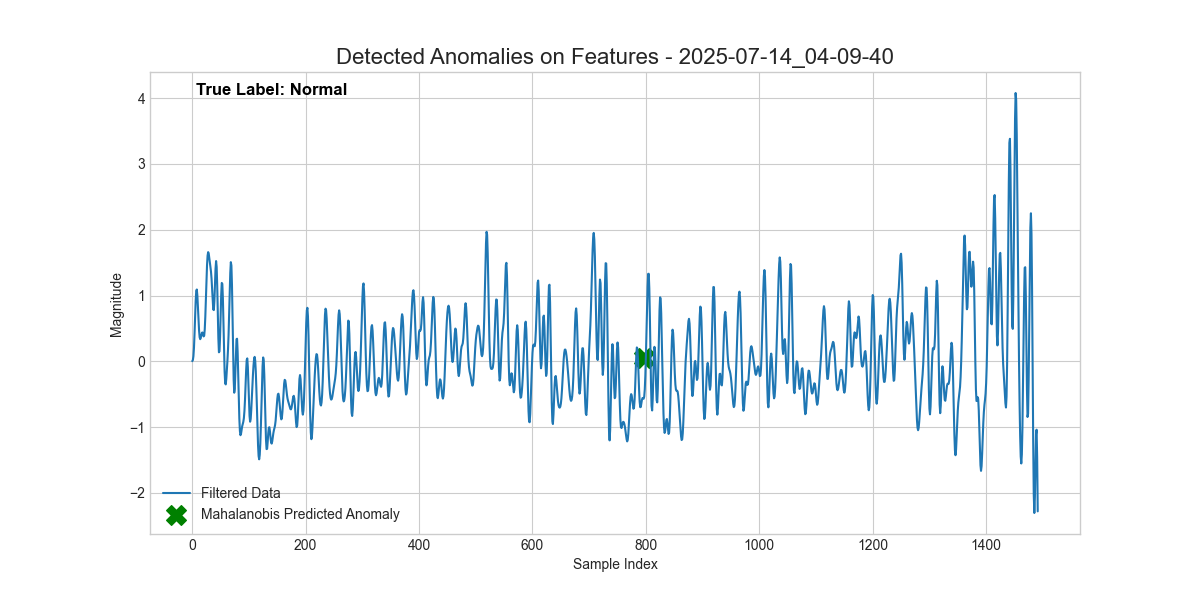 Detected Anomalies on Features - 2025-07-14_04-09-40
True Label: Normal
4
3
2
1
0
−1
−2
Magnitude
Filtered Data
Mahalanobis Predicted Anomaly
0 200 400 600 800 1000 1200 1400
Sample Index